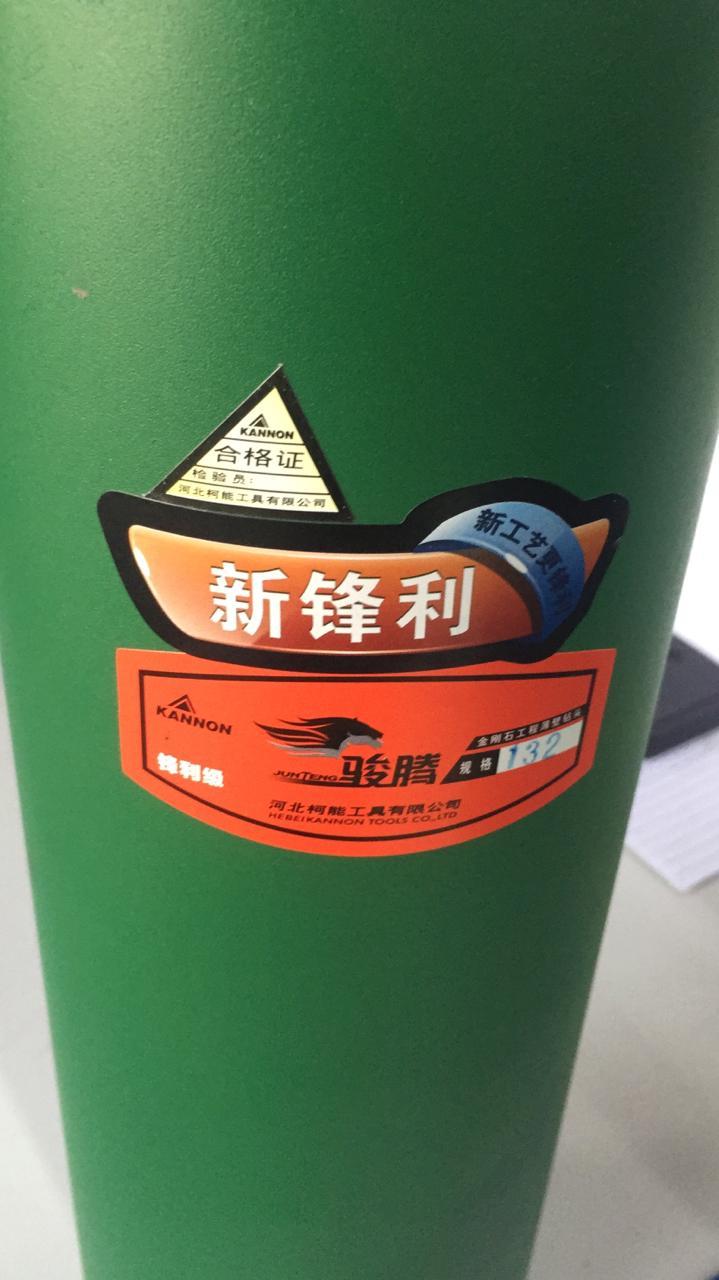 KANNON
合格证
检验员:
河北柯能工具有限公司
新工艺更锋利
新锋利
KANNON
锋利级
JUNTENG 骏腾
金刚石工程薄壁钻头
规格 132
河北柯能工具有限公司
HEBEI KANNON TOOLS CO.,LTD